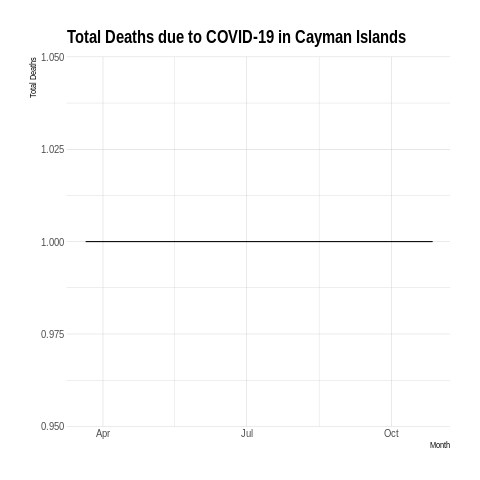 Total Deaths due to COVID-19 in Cayman Islands
Total Deaths
1.050
1.025
1.000
0.975
0.950
Apr Jul Oct
Month